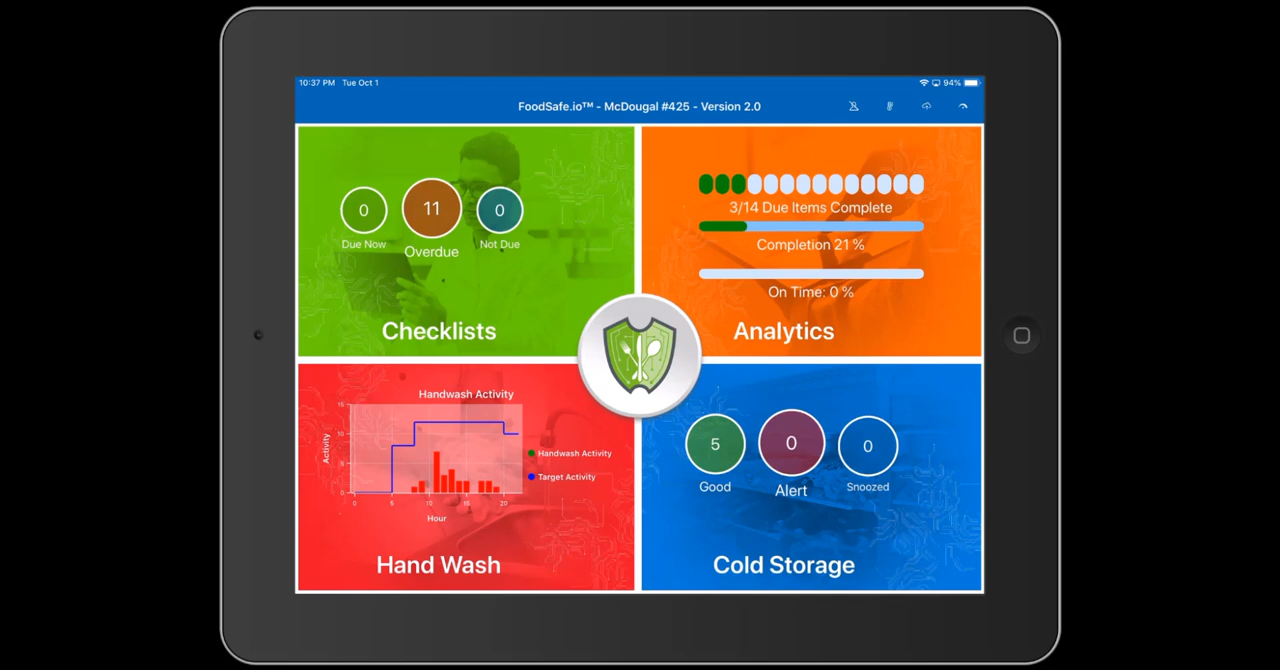 10:37 PM Tue Oct 1
94%
FoodSafe.io™ - McDougal #425 - Version 2.0
0
Due Now
11
Overdue
0
Not Due
Checklists
3/14 Due Items Complete
Completion 21 %
On Time: 0 %
Analytics
Handwash Activity
15
10
5
0
Activity
0
5
10
15
20
Hour
Handwash Activity
Target Activity
Hand Wash
5
Good
0
Alert
0
Snoozed
Cold Storage